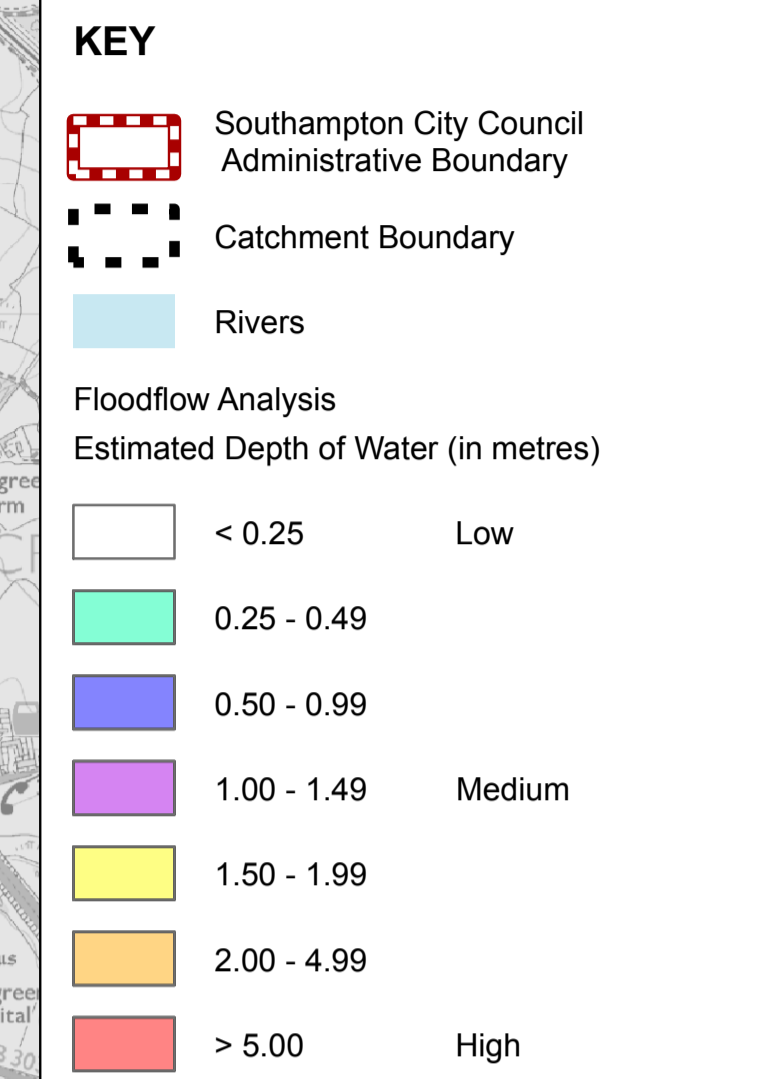 KEY
Southampton City Council
Administrative Boundary
Catchment Boundary
Rivers
Floodflow Analysis
Estimated Depth of Water (in metres)
< 0.25 Low
0.25 - 0.49
0.50 - 0.99
1.00 - 1.49 Medium
1.50 - 1.99
2.00 - 4.99
> 5.00 High